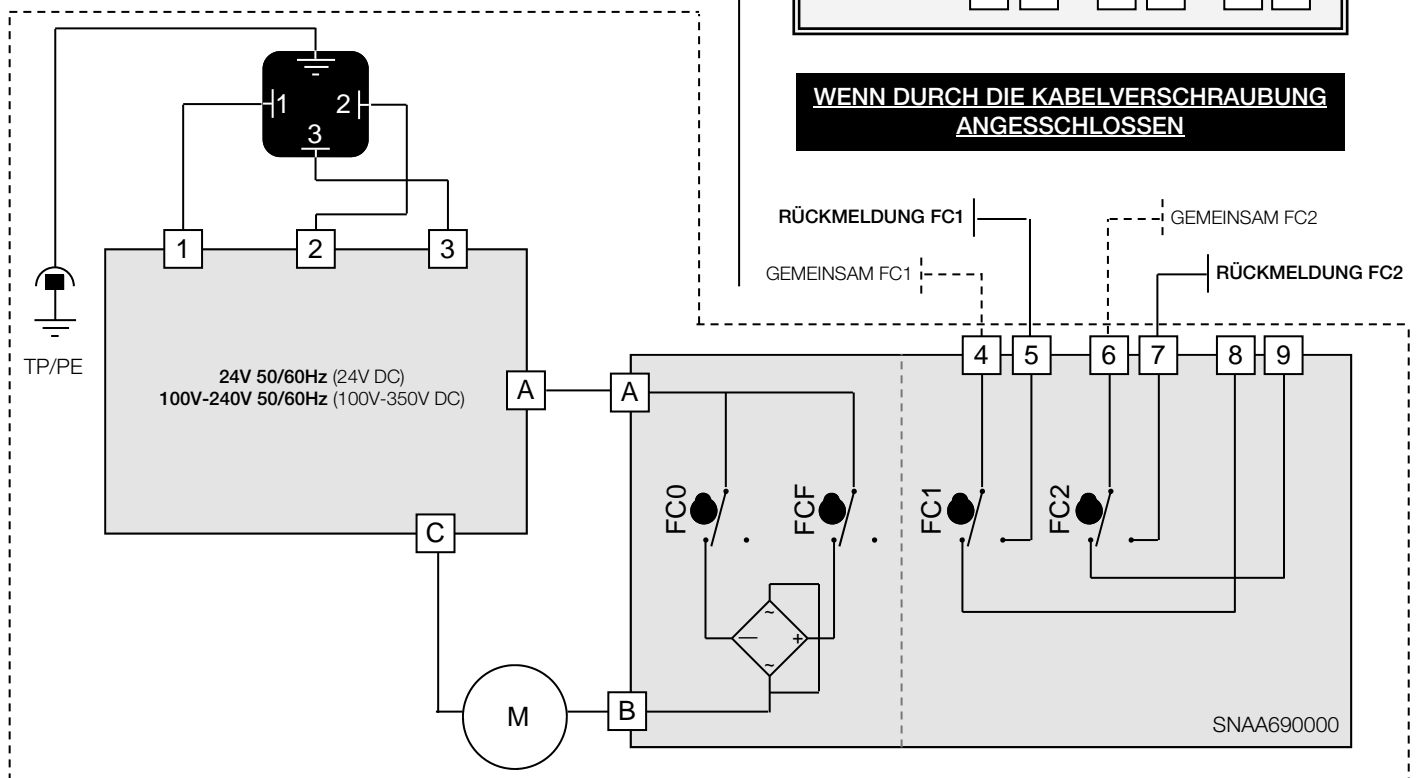 WENN DURCH DIE KABELVERSCHRAUBUNG
ANGESSCHLOSSEN
1 2
3
RÜCKMELDUNG FC1
GEMEINSAM FC2
GEMEINSAM FC1
RÜCKMELDUNG FC2
1 2 3
TP/PE
24V 50/60Hz (24V DC)
100V-240V 50/60Hz (100V-350V DC)
A
A
4 5 6 7 8 9
FC0
FCF
FC1
FC2
~
— +
~
C
M
B
SNAA690000